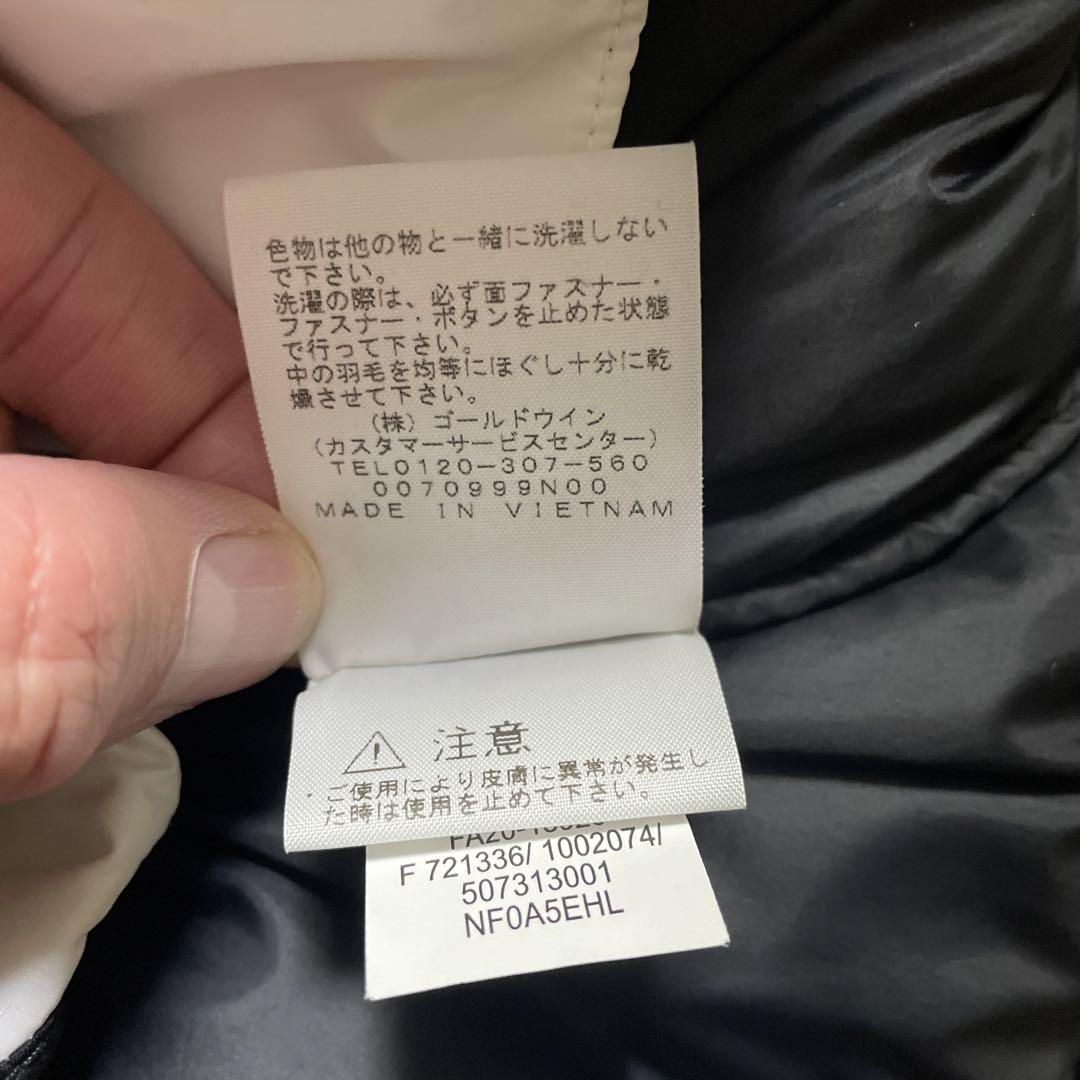 色物は他の物と一緒に洗濯しない
で下さい。
洗濯の際は、必ず面ファスナー・
ファスナー・ボタンを止めた状態
で行って下さい。
中の羽毛を均等にほぐし十分に乾
燥させて下さい。
(株) ゴールドウイン
(カスタマーサービスセンター)
TEL0120-307-560
0070999N00
MADE IN VIETNAM
注意
・ご使用により皮膚に異常が発生し
た時は使用を止めて下さい。
F 721336/ 1002074/
507313001
NF0A5EHL